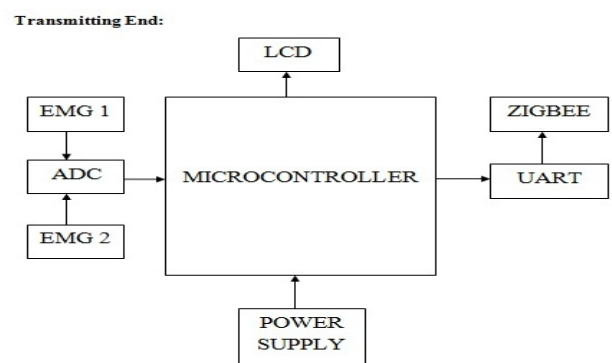 Transmitting End:
LCD
EMG 1
ZIGBEE
ADC
MICROCONTROLLER
UART
EMG 2
POWER
SUPPLY